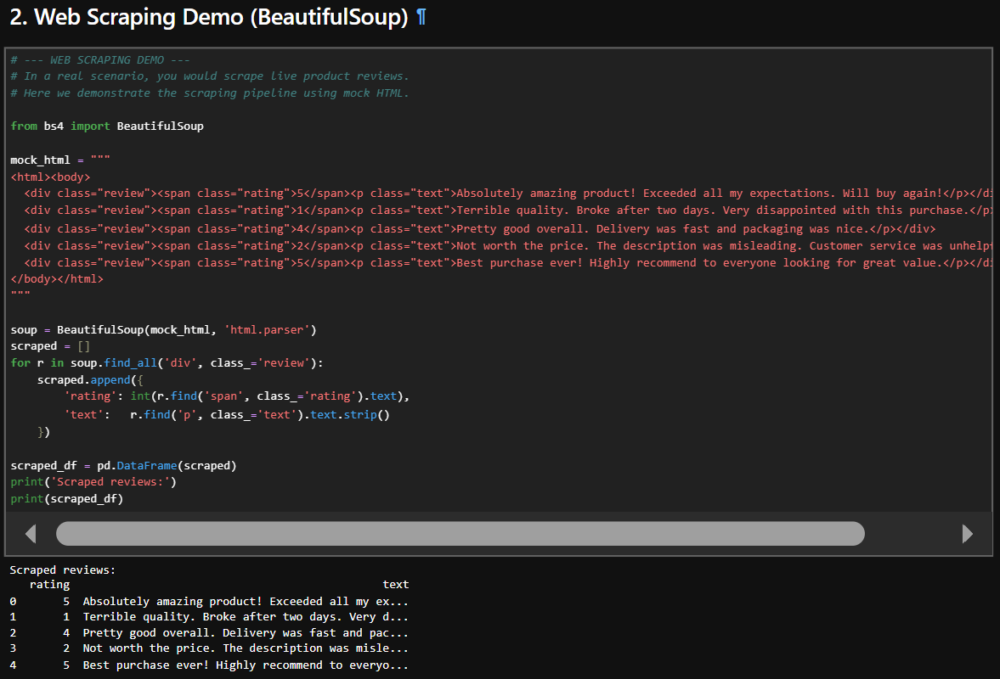 2. Web Scraping Demo (BeautifulSoup) ¶
# --- WEB SCRAPING DEMO ---
# In a real scenario, you would scrape live product reviews.
# Here we demonstrate the scraping pipeline using mock HTML.
from bs4 import BeautifulSoup
mock_html = """
<html><body>
  <div class="review"><span class="rating">5</span><p class="text">Absolutely amazing product! Exceeded all my expectations. Will buy again!</p></di
  <div class="review"><span class="rating">1</span><p class="text">Terrible quality. Broke after two days. Very disappointed with this purchase.</p>
  <div class="review"><span class="rating">4</span><p class="text">Pretty good overall. Delivery was fast and packaging was nice.</p></div>
  <div class="review"><span class="rating">2</span><p class="text">Not worth the price. The description was misleading. Customer service was unhelpf
  <div class="review"><span class="rating">5</span><p class="text">Best purchase ever! Highly recommend to everyone looking for great value.</p></di
</body></html>
"""
soup = BeautifulSoup(mock_html, 'html.parser')
scraped = []
for r in soup.find_all('div', class_='review'):
    scraped.append({
        'rating': int(r.find('span', class_='rating').text),
        'text':   r.find('p', class_='text').text.strip()
    })
scraped_df = pd.DataFrame(scraped)
print('Scraped reviews:')
print(scraped_df)
Scraped reviews:
   rating                                               text
0       5  Absolutely amazing product! Exceeded all my ex...
1       1  Terrible quality. Broke after two days. Very d...
2       4  Pretty good overall. Delivery was fast and pac...
3       2  Not worth the price. The description was misle...
4       5  Best purchase ever! Highly recommend to everyo...